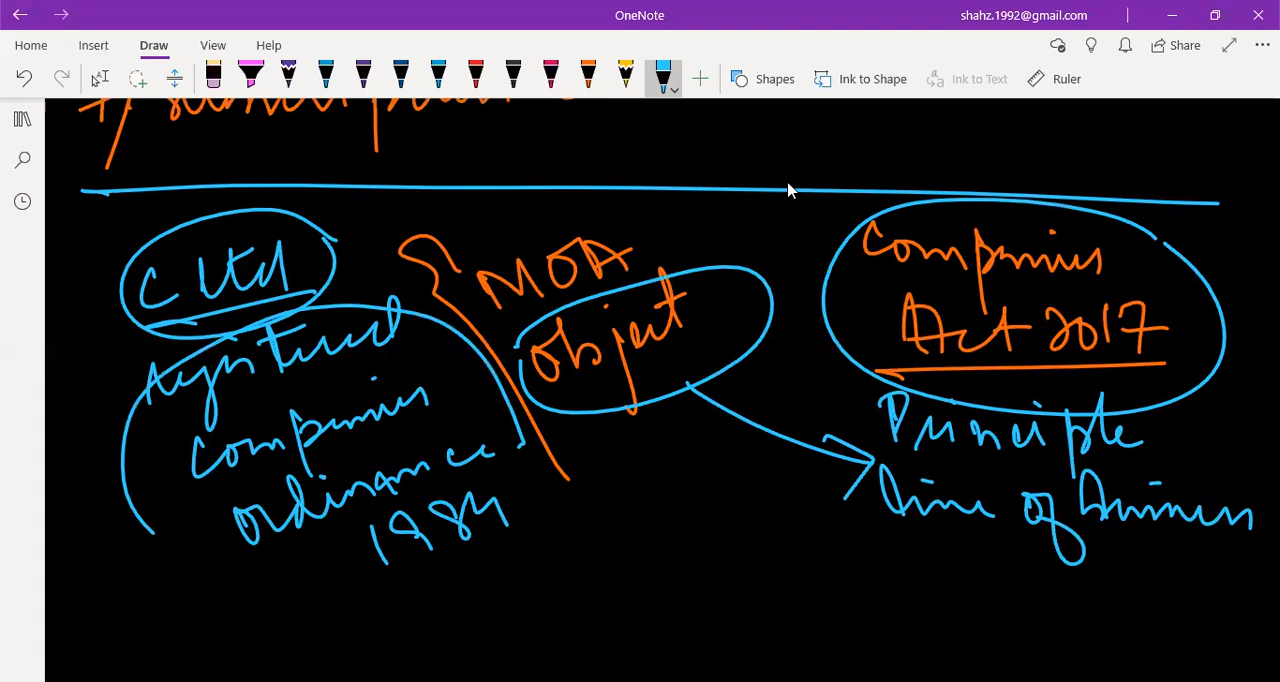 OneNote
shahz.1992@gmail.com
Home Insert Draw View Help
Share
Shapes Ink to Shape Ink to Text Ruler
C Ltd
MOA
Object
Companies
Act 2017
Companies
Ordinance
1984
Principle
line of